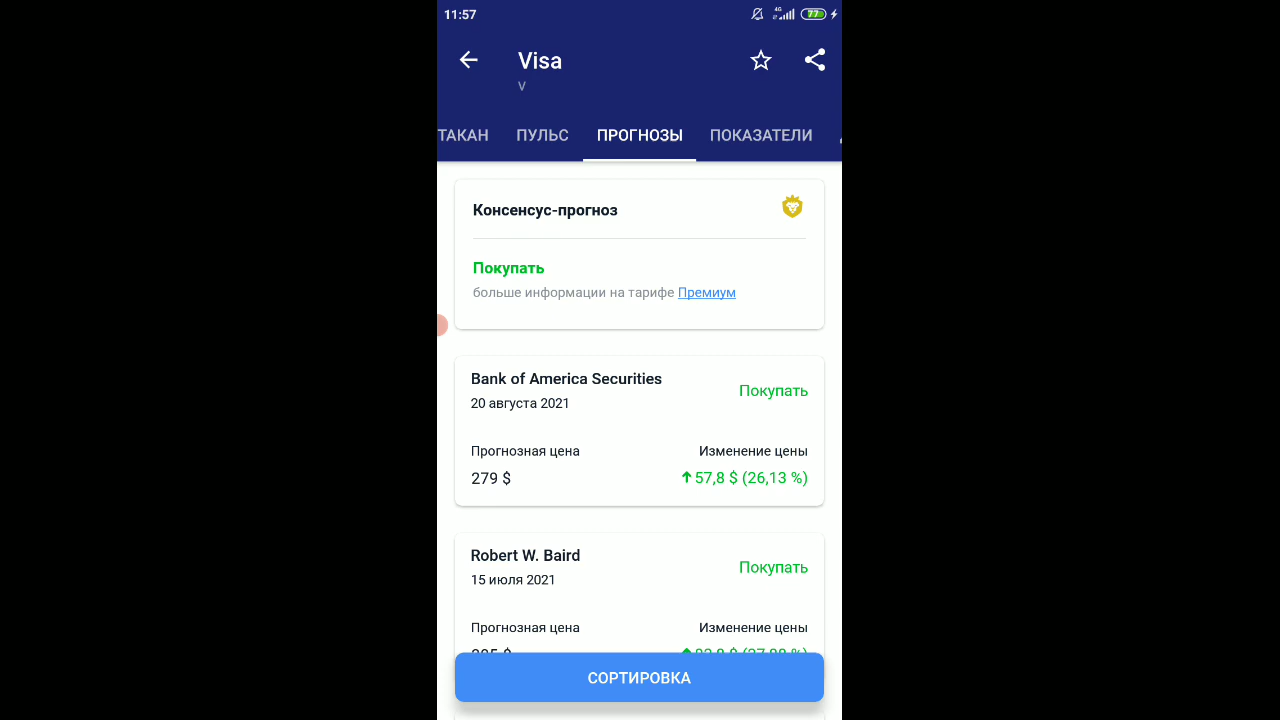 11:57
4G
77
Visa
V
ТАКАН ПУЛЬС ПРОГНОЗЫ ПОКАЗАТЕЛИ
Консенсус-прогноз
Покупать
больше информации на тарифе Премиум
Bank of America Securities
Покупать
20 августа 2021
Прогнозная цена Изменение цены
279 $ 57,8 $ (26,13 %)
Robert W. Baird
Покупать
15 июля 2021
Прогнозная цена Изменение цены
СОРТИРОВКА